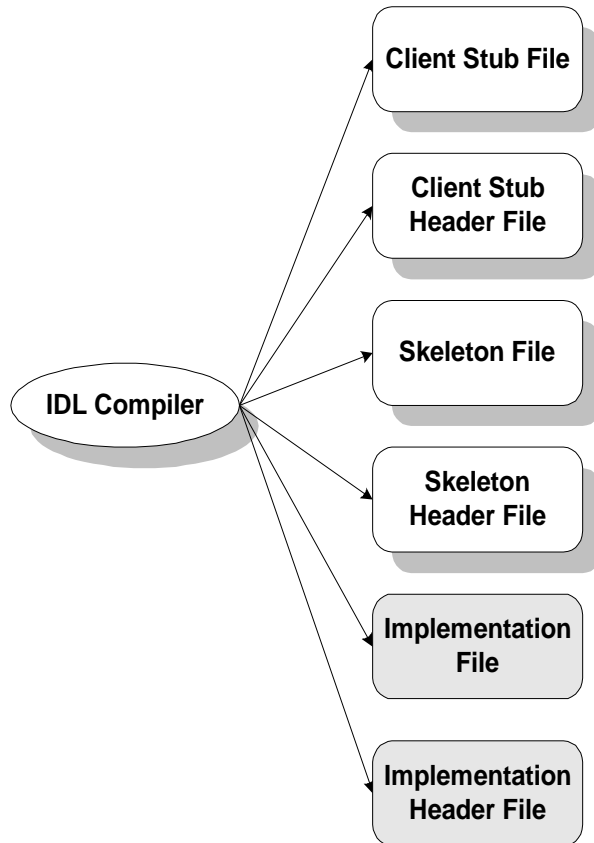 Client Stub File
Client Stub
Header File
Skeleton File
IDL Compiler
Skeleton
Header File
Implementation
File
Implementation
Header File